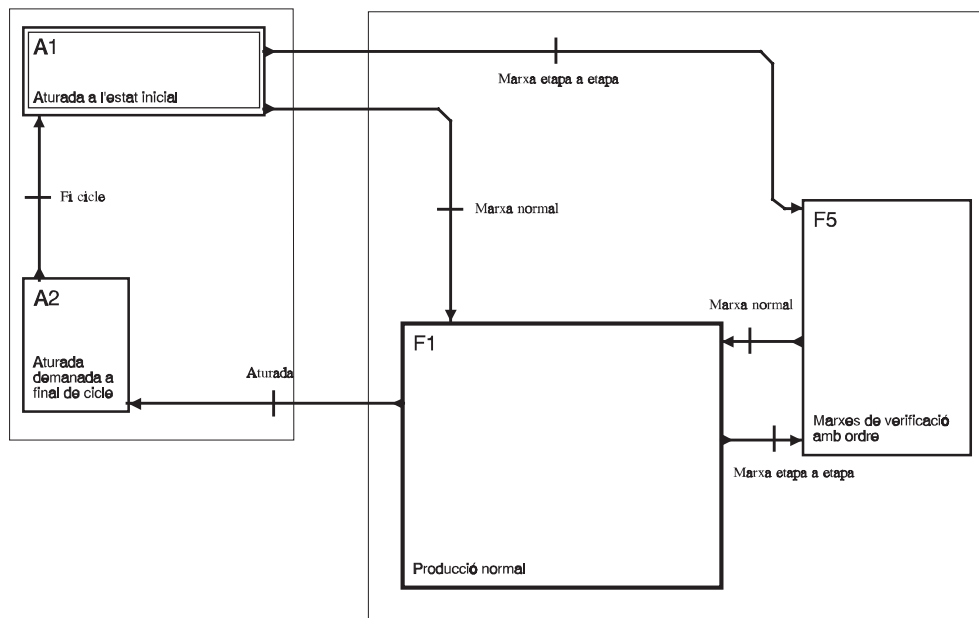 A1
Aturada a l'estat inicial
Marxa etapa a etapa
Fi cicle
Marxa normal
F5
A2
Aturada
demanada a
final de cicle
Aturada
F1
Marxa normal
Marxes de verificació
amb ordre
Marxa etapa a etapa
Producció normal